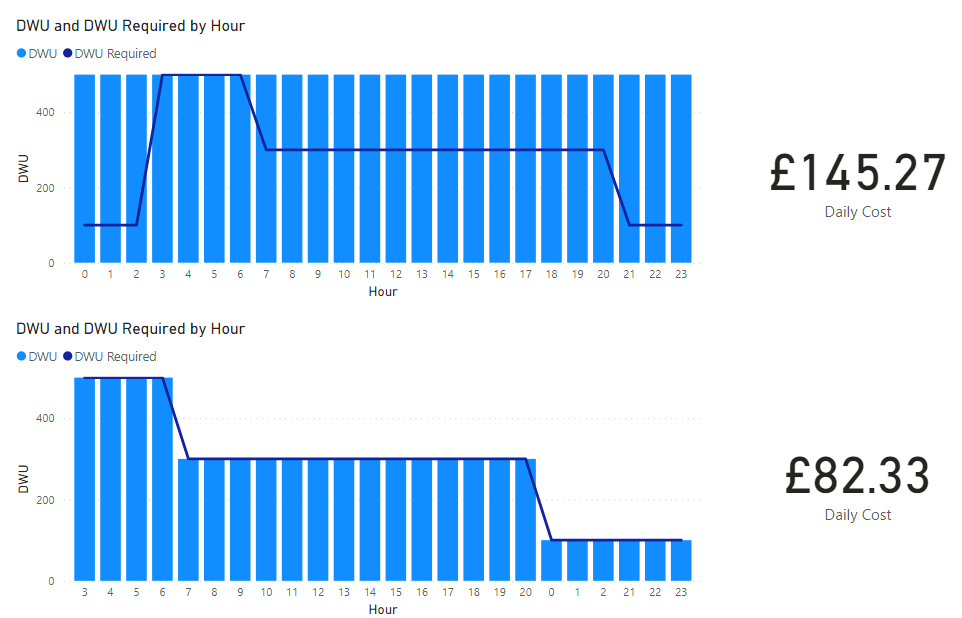 DWU and DWU Required by Hour
DWU DWU Required
DWU
400
200
0
0 1 2 3 4 5 6 7 8 9 10 11 12 13 14 15 16 17 18 19 20 21 22 23
Hour
£145.27
Daily Cost
DWU and DWU Required by Hour
DWU DWU Required
DWU
400
200
0
3 4 5 6 7 8 9 10 11 12 13 14 15 16 17 18 19 20 0 1 2 21 22 23
Hour
£82.33
Daily Cost